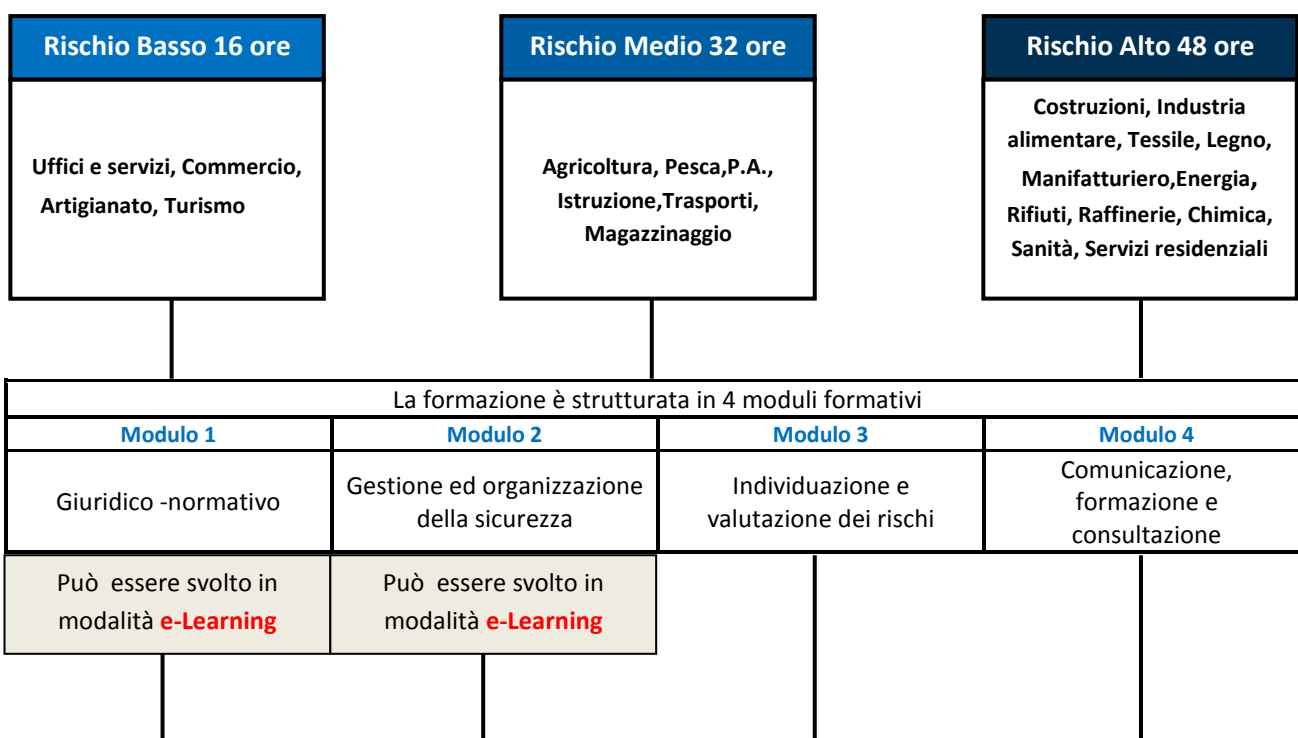 Rischio Basso 16 ore
Uffici e servizi, Commercio,
Artigianato, Turismo
Rischio Medio 32 ore
Agricoltura, Pesca,P.A.,
Istruzione,Trasporti,
Magazzinaggio
Rischio Alto 48 ore
Costruzioni, Industria
alimentare, Tessile, Legno,
Manifatturiero,Energia,
Rifiuti, Raffinerie, Chimica,
Sanità, Servizi residenziali
La formazione è strutturata in 4 moduli formativi
Modulo 1
Modulo 2
Modulo 3
Modulo 4
Giuridico -normativo
Gestione ed organizzazione
della sicurezza
Individuazione e
valutazione dei rischi
Comunicazione,
formazione e
consultazione
Può essere svolto in
modalità e-Learning
Può essere svolto in
modalità e-Learning